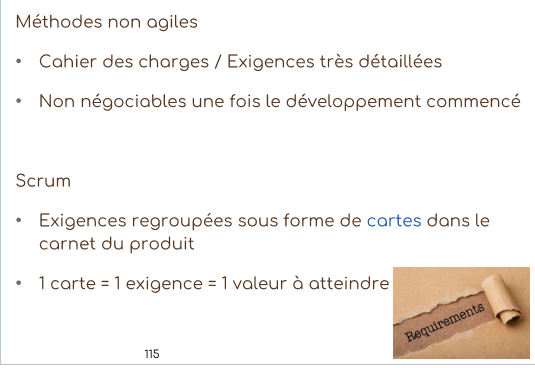 Méthodes non agiles
• Cahier des charges / Exigences très détaillées
• Non négociables une fois le développement commencé
Scrum
• Exigences regroupées sous forme de cartes dans le
carnet du produit
• 1 carte = 1 exigence = 1 valeur à atteindre
Requirements
115